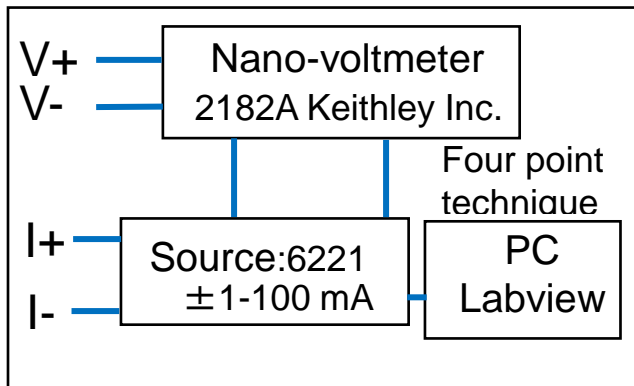 V+
Nano-voltmeter
V-
2182A Keithley Inc.
Four point
technique
I+
Source:6221
±1-100 mA
I-
PC
Labview